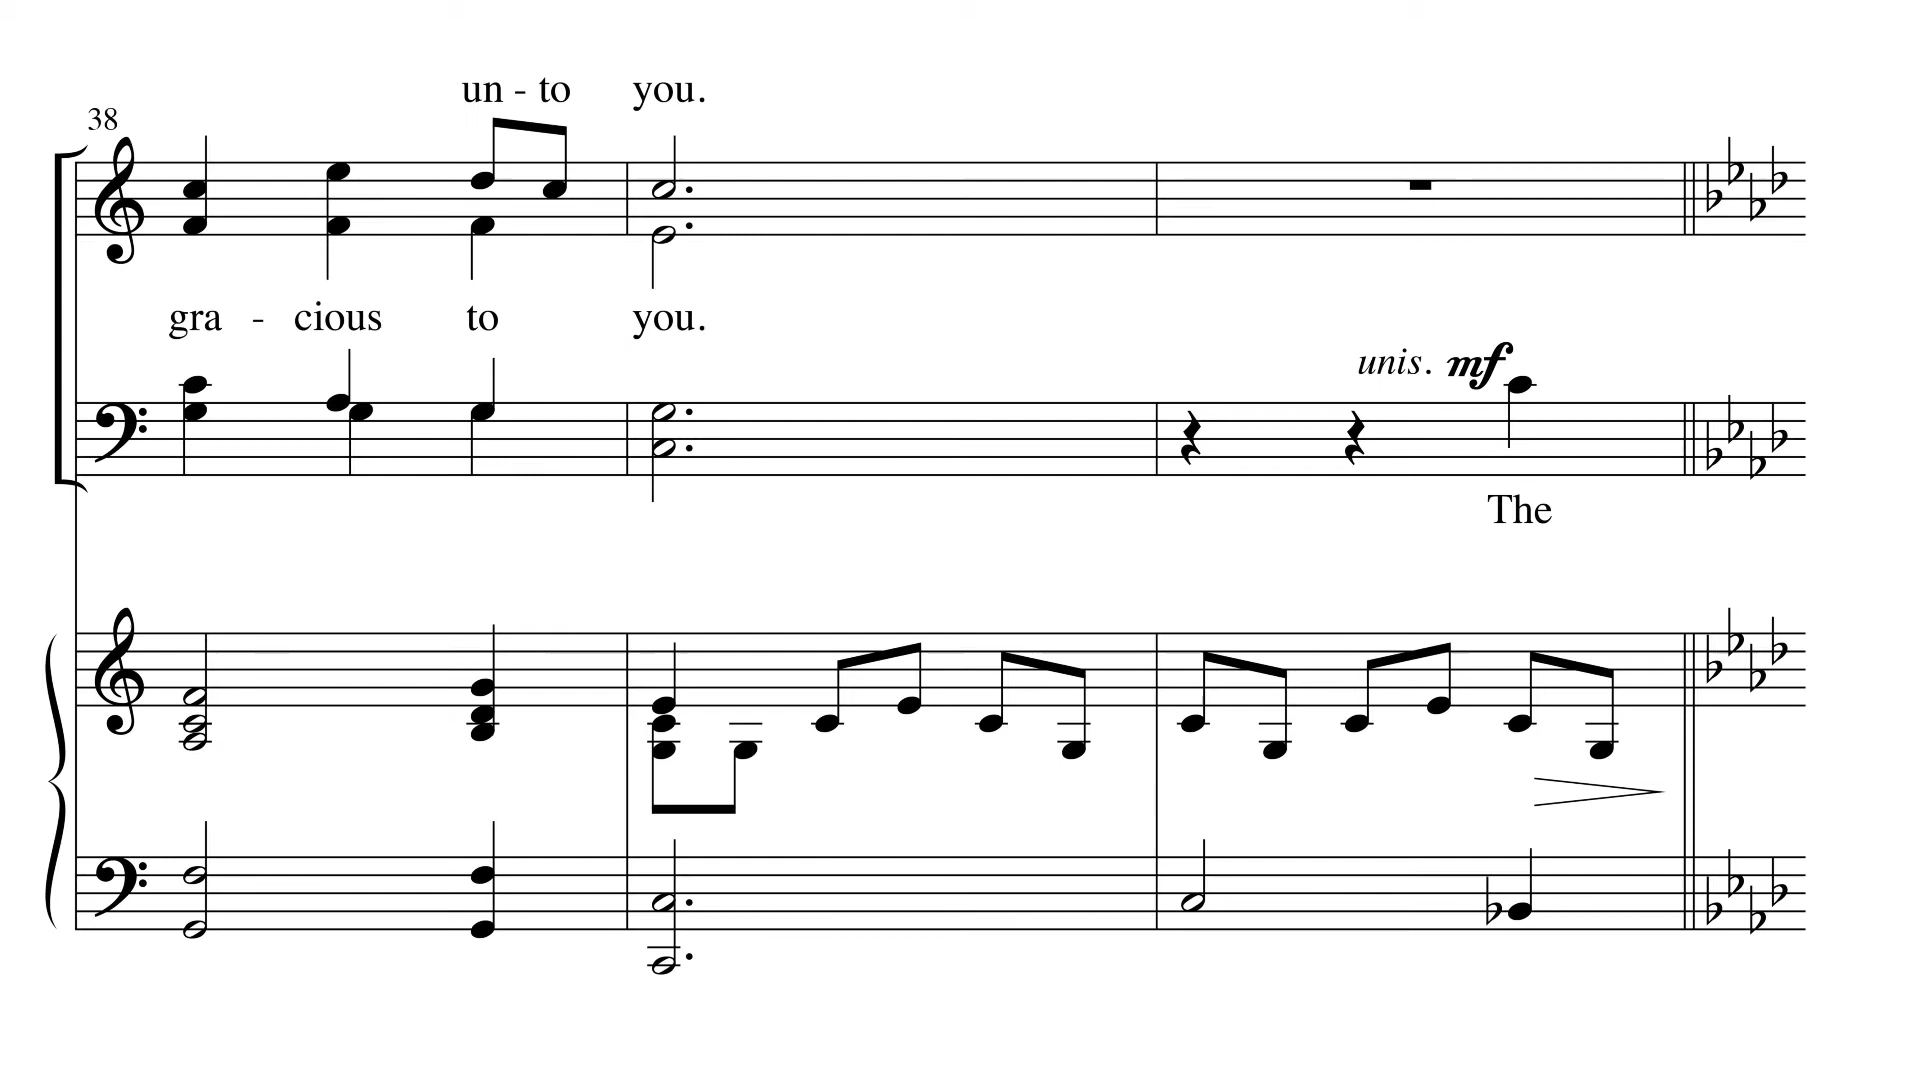 un - to you.
38
gra - cious to you.
unis. mf
The